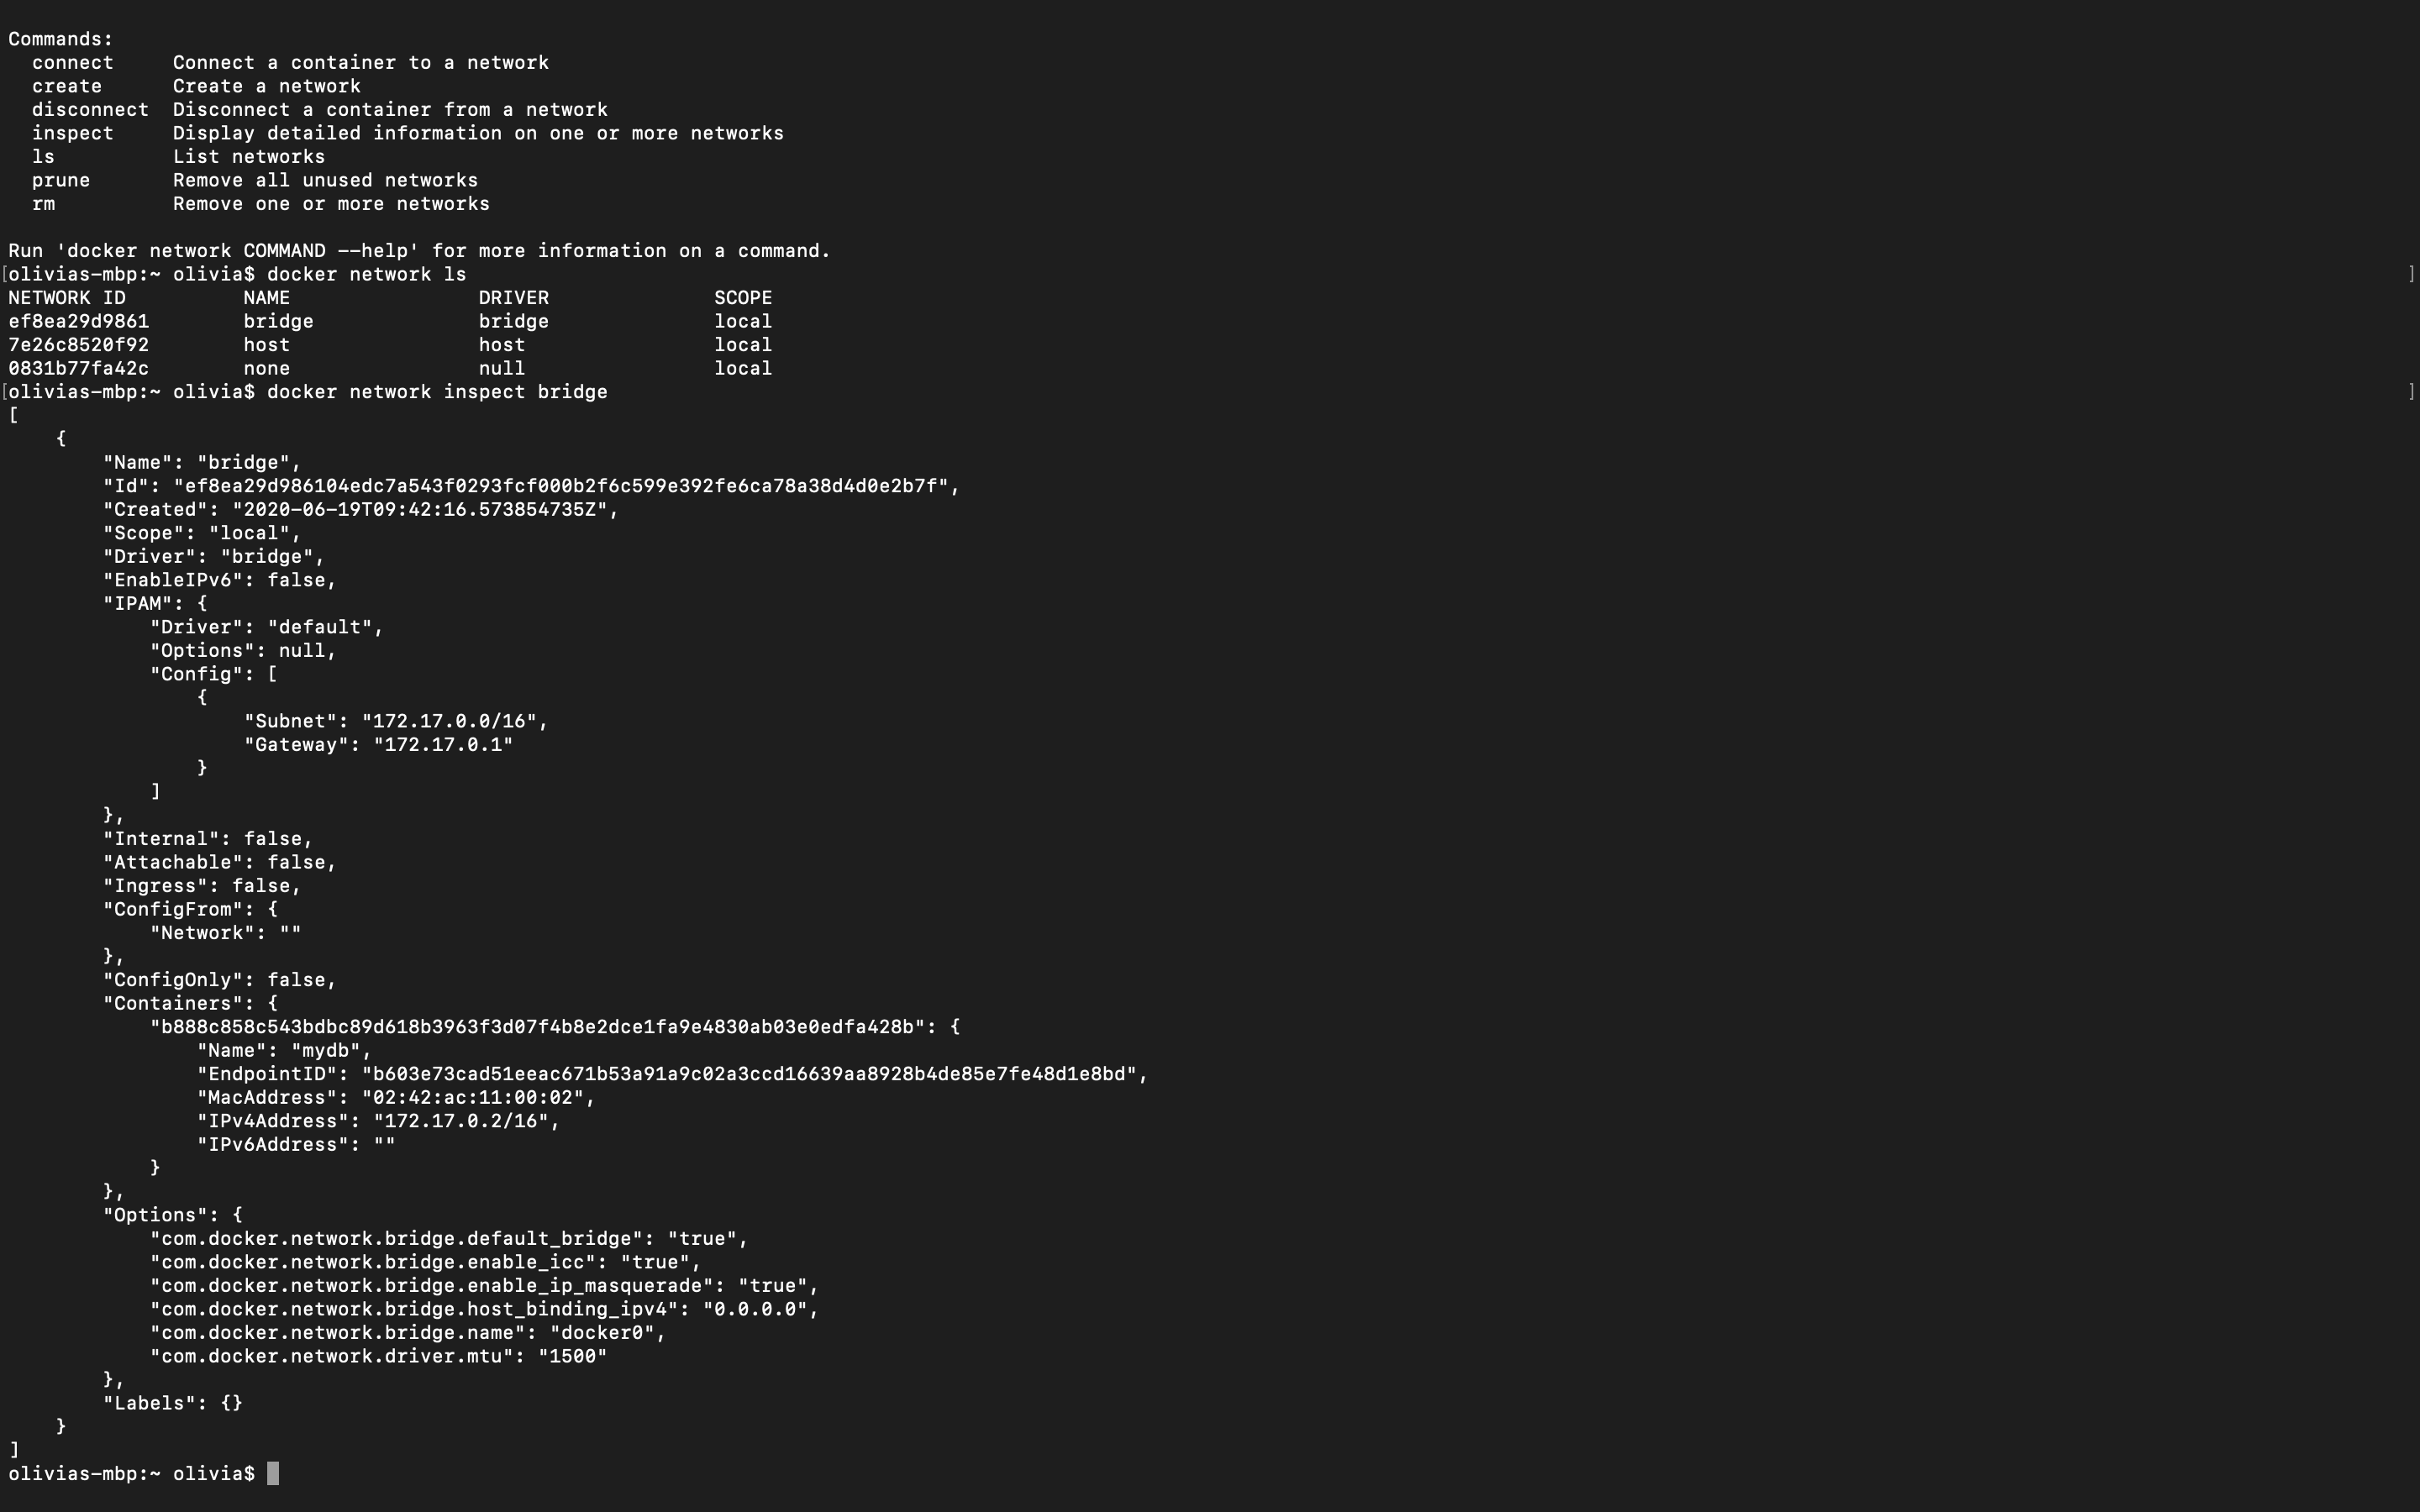 Commands:
  connect     Connect a container to a network
  create      Create a network
  disconnect  Disconnect a container from a network
  inspect     Display detailed information on one or more networks
  ls          List networks
  prune       Remove all unused networks
  rm          Remove one or more networks

Run 'docker network COMMAND --help' for more information on a command.
[olivias-mbp:~ olivia$ docker network ls ]
NETWORK ID          NAME                DRIVER              SCOPE
ef8ea29d9861        bridge              bridge              local
7e26c8520f92        host                host                local
0831b77fa42c        none                null                local
[olivias-mbp:~ olivia$ docker network inspect bridge ]
[
    {
        "Name": "bridge",
        "Id": "ef8ea29d986104edc7a543f0293fcf000b2f6c599e392fe6ca78a38d4d0e2b7f",
        "Created": "2020-06-19T09:42:16.573854735Z",
        "Scope": "local",
        "Driver": "bridge",
        "EnableIPv6": false,
        "IPAM": {
            "Driver": "default",
            "Options": null,
            "Config": [
                {
                    "Subnet": "172.17.0.0/16",
                    "Gateway": "172.17.0.1"
                }
            ]
        },
        "Internal": false,
        "Attachable": false,
        "Ingress": false,
        "ConfigFrom": {
            "Network": ""
        },
        "ConfigOnly": false,
        "Containers": {
            "b888c858c543bdbc89d618b3963f3d07f4b8e2dce1fa9e4830ab03e0edfa428b": {
                "Name": "mydb",
                "EndpointID": "b603e73cad51eeac671b53a91a9c02a3ccd16639aa8928b4de85e7fe48d1e8bd",
                "MacAddress": "02:42:ac:11:00:02",
                "IPv4Address": "172.17.0.2/16",
                "IPv6Address": ""
            }
        },
        "Options": {
            "com.docker.network.bridge.default_bridge": "true",
            "com.docker.network.bridge.enable_icc": "true",
            "com.docker.network.bridge.enable_ip_masquerade": "true",
            "com.docker.network.bridge.host_binding_ipv4": "0.0.0.0",
            "com.docker.network.bridge.name": "docker0",
            "com.docker.network.driver.mtu": "1500"
        },
        "Labels": {}
    }
]
olivias-mbp:~ olivia$